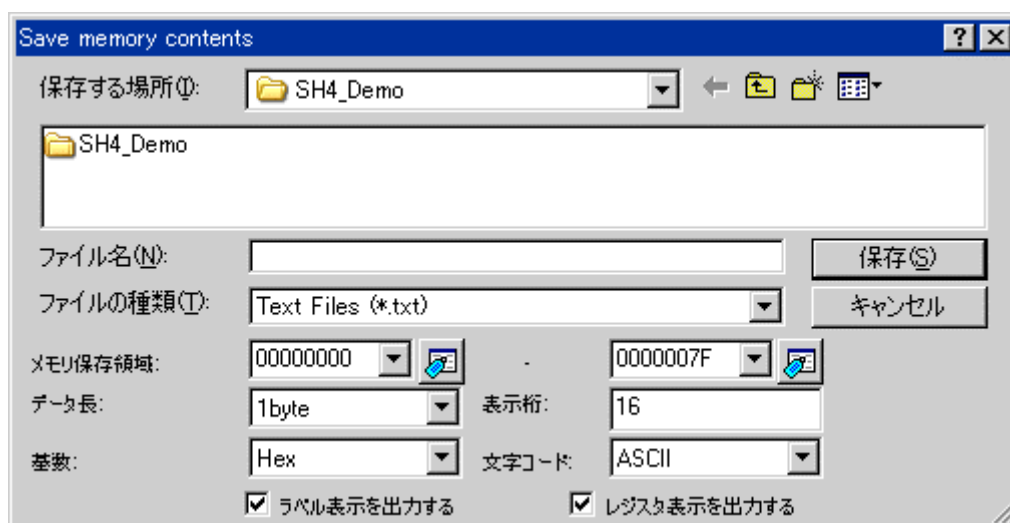 Save memory contents
保存する場所(I): SH4_Demo
SH4_Demo
ファイル名(N): 保存(S)
ファイルの種類(T): Text Files (*.txt) キャンセル
メモリ保存領域: 00000000 - 0000007F
データ長: 1byte 表示桁: 16
基数: Hex 文字コード: ASCII
ラベル表示を出力する レジスタ表示を出力する